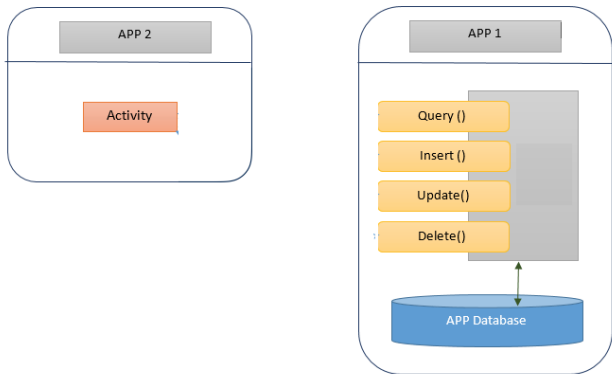 APP 2
Activity
APP 1
Query ()
Insert ()
Update()
Delete()
APP Database